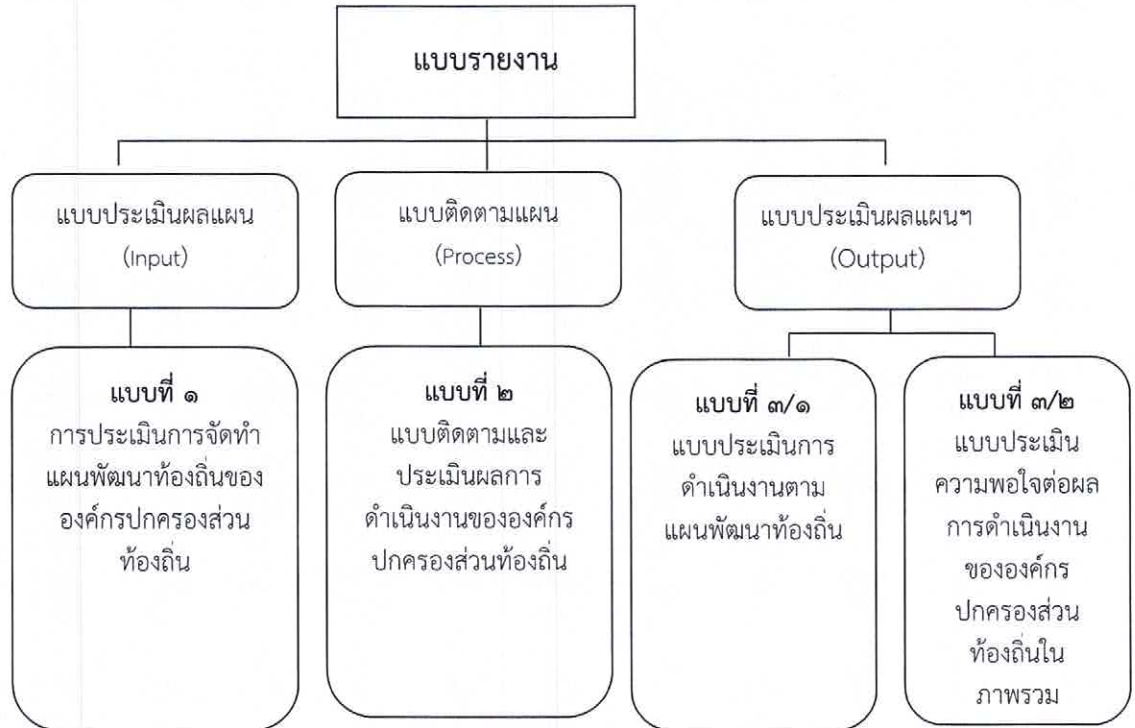 แบบรายงาน
แบบประเมินผลแผน
(Input)
แบบติดตามแผน
(Process)
แบบประเมินผลแผนฯ
(Output)
แบบที่ ๑
การประเมินการจัดทำ
แผนพัฒนาท้องถิ่นของ
องค์กรปกครองส่วน
ท้องถิ่น
แบบที่ ๒
แบบติดตามและ
ประเมินผลการ
ดำเนินงานขององค์กร
ปกครองส่วนท้องถิ่น
แบบที่ ๓/๑
แบบประเมินการ
ดำเนินงานตาม
แผนพัฒนาท้องถิ่น
แบบที่ ๓/๒
แบบประเมิน
ความพอใจต่อผล
การดำเนินงาน
ขององค์กร
ปกครองส่วน
ท้องถิ่นใน
ภาพรวม